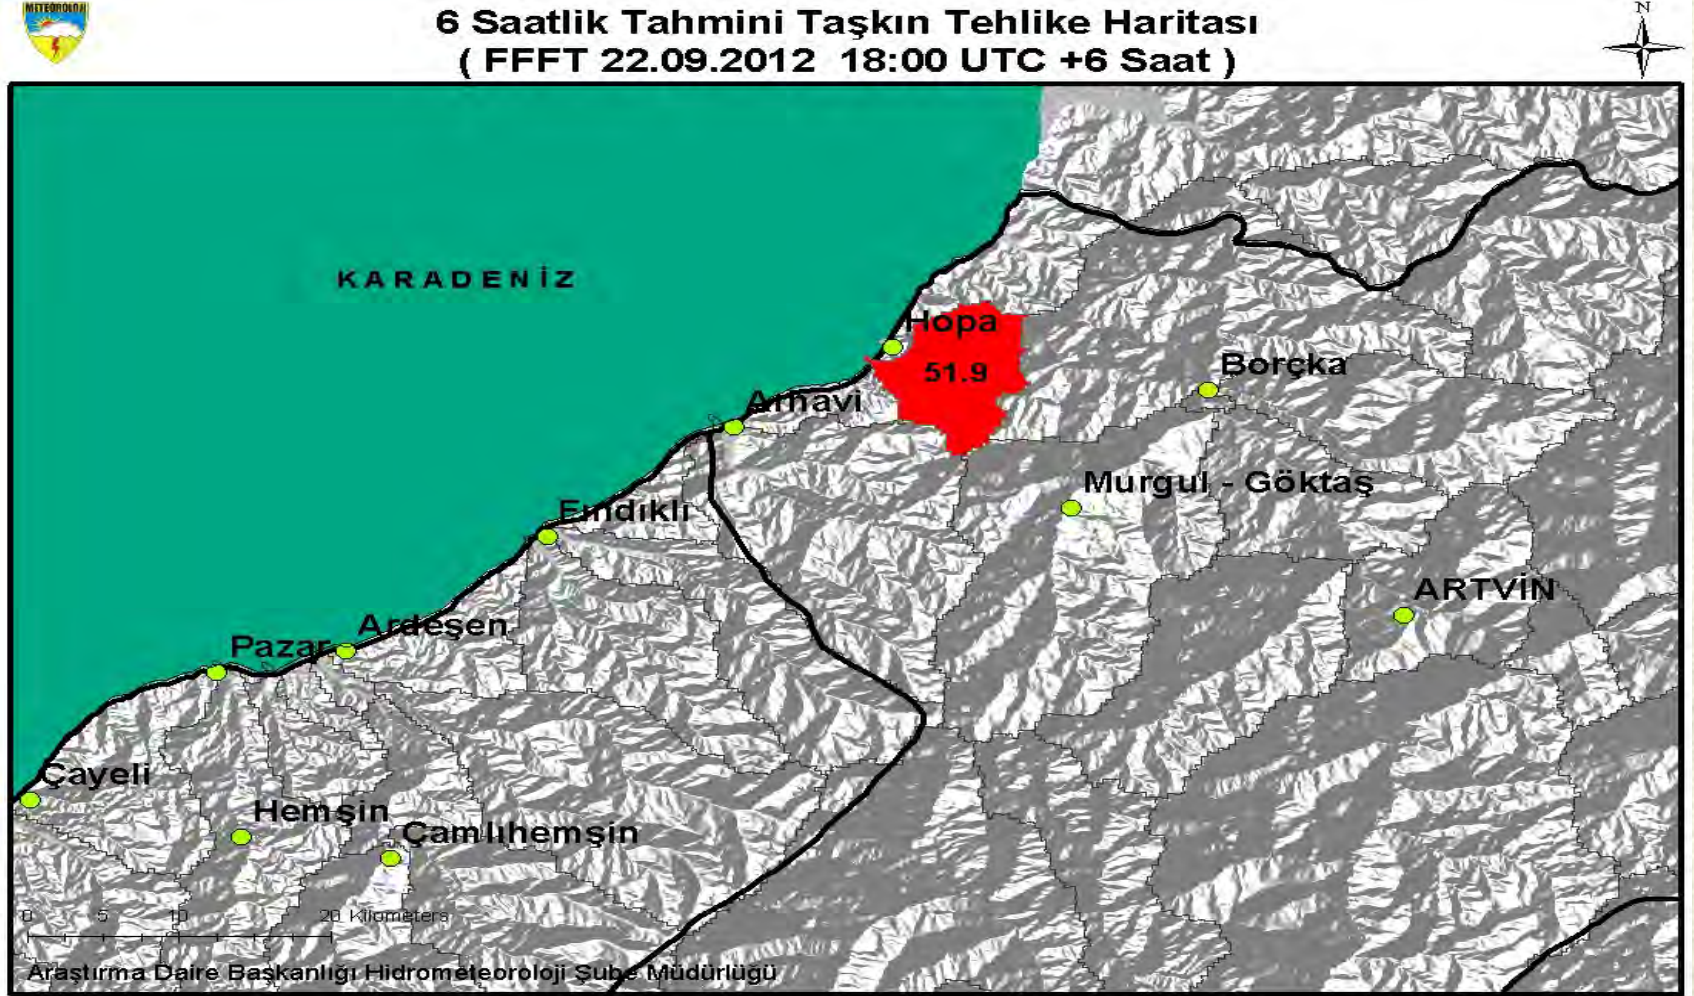 METEOROLOJİ
6 Saatlik Tahmini Taşkın Tehlike Haritası
( FFFT 22.09.2012 18:00 UTC +6 Saat )
N
KARADENİZ
Hopa
51.9
Borçka
Arhavi
Murgul - Göktaş
Fındıklı
ARTVİN
Ardeşen
Pazar
Çayeli
Hemşin
Çamlıhemşin
0 5 10 20 Kilometers
Araştırma Daire Başkanlığı Hidrometeoroloji Şube Müdürlüğü